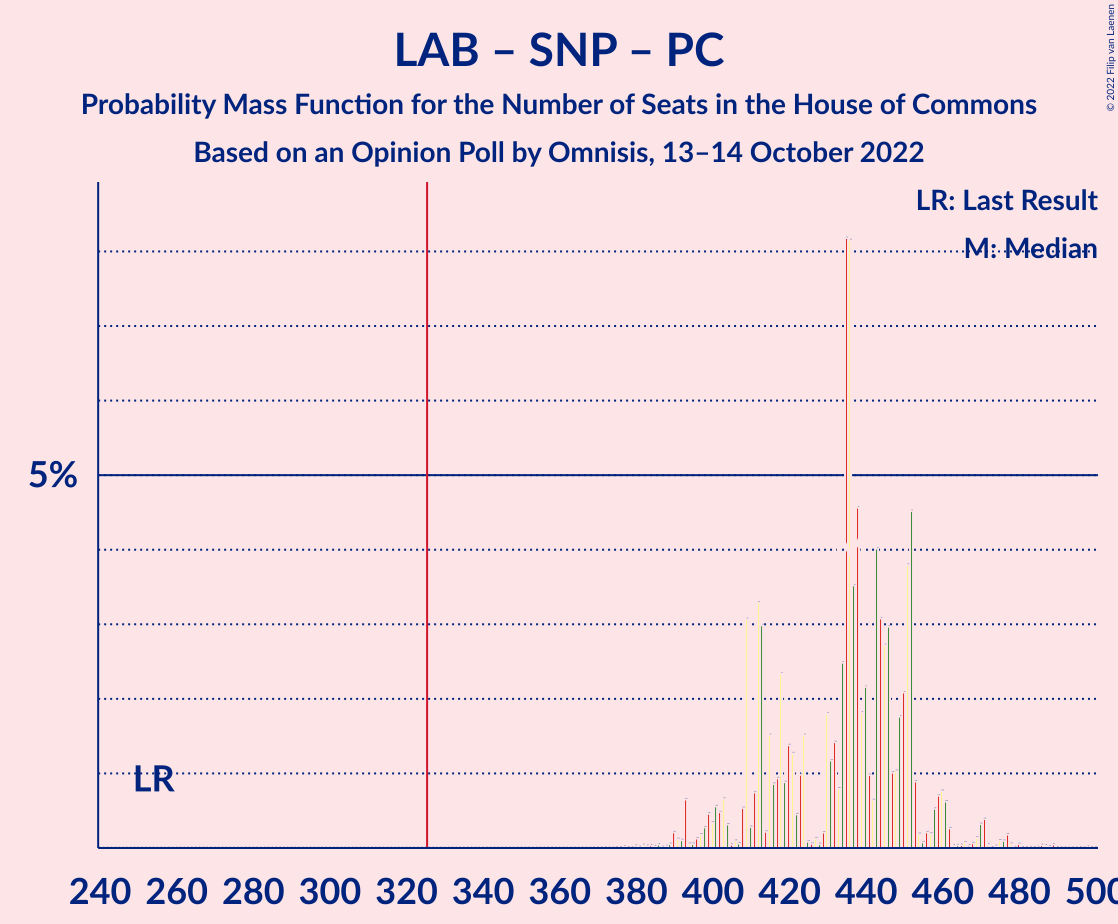 LAB – SNP – PC
Probability Mass Function for the Number of Seats in the House of Commons
Based on an Opinion Poll by Omnisis, 13–14 October 2022
© 2022 Filip van Laenen
LR: Last Result
M: Median
5%
LR
240 260 280 300 320 340 360 380 400 420 440 460 480 500